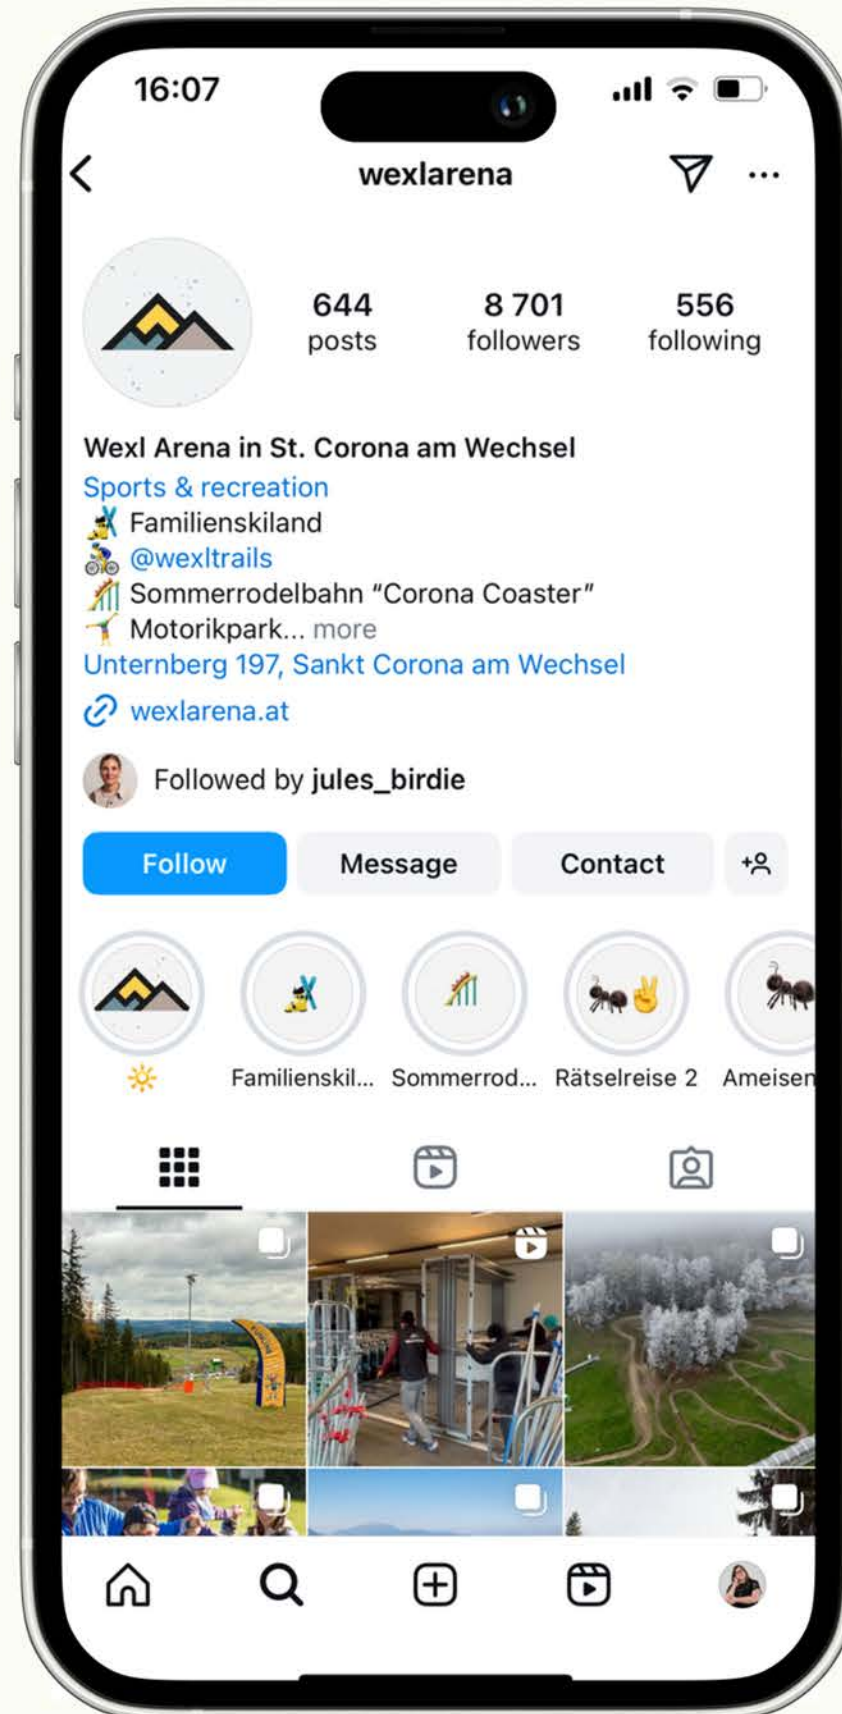 16:07
wexlarena
644 posts
8 701 followers
556 following
Wexl Arena in St. Corona am Wechsel
Sports & recreation
Familienskiland
@wexltrails
Sommerrodelbahn "Corona Coaster"
Motorikpark... more
Unternberg 197, Sankt Corona am Wechsel
wexlarena.at
Followed by jules_birdie
Follow
Message
Contact
Familienskil...
Sommerrod...
Rätselreise 2
Ameisen